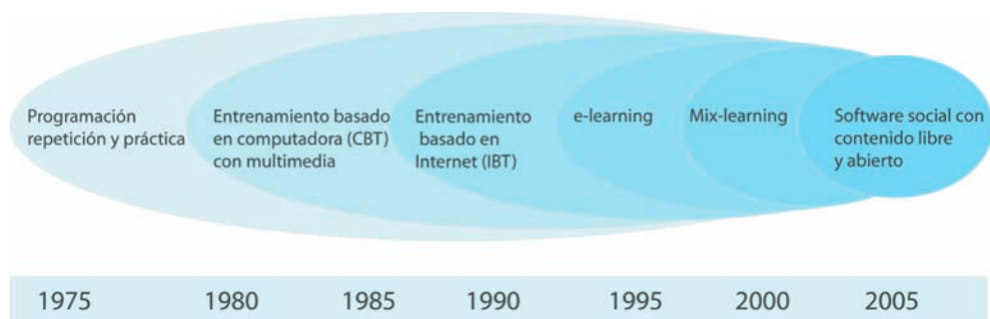 Programación
repetición y práctica
Entrenamiento basado
en computadora (CBT)
con multimedia
Entrenamiento
basado en
Internet (IBT)
e-learning
Mix-learning
Software social con
contenido libre
y abierto
1975 1980 1985 1990 1995 2000 2005